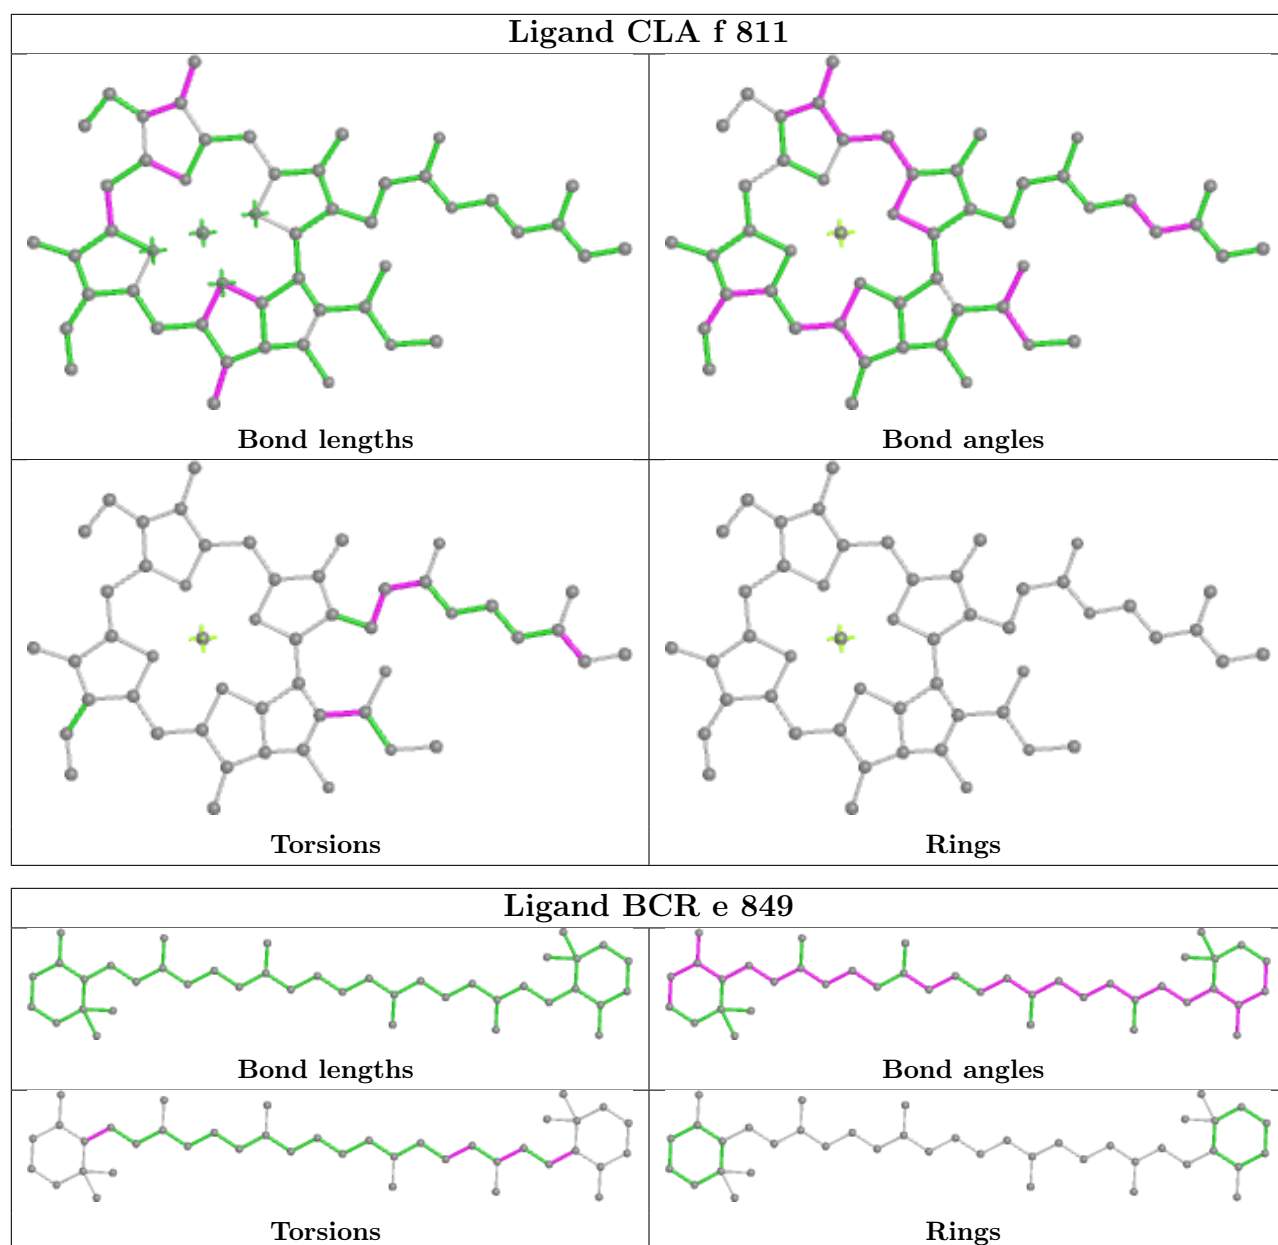 Ligand CLA f 811
Bond lengths
Bond angles
Torsions
Rings
Ligand BCR e 849
Bond lengths
Bond angles
Torsions
Rings